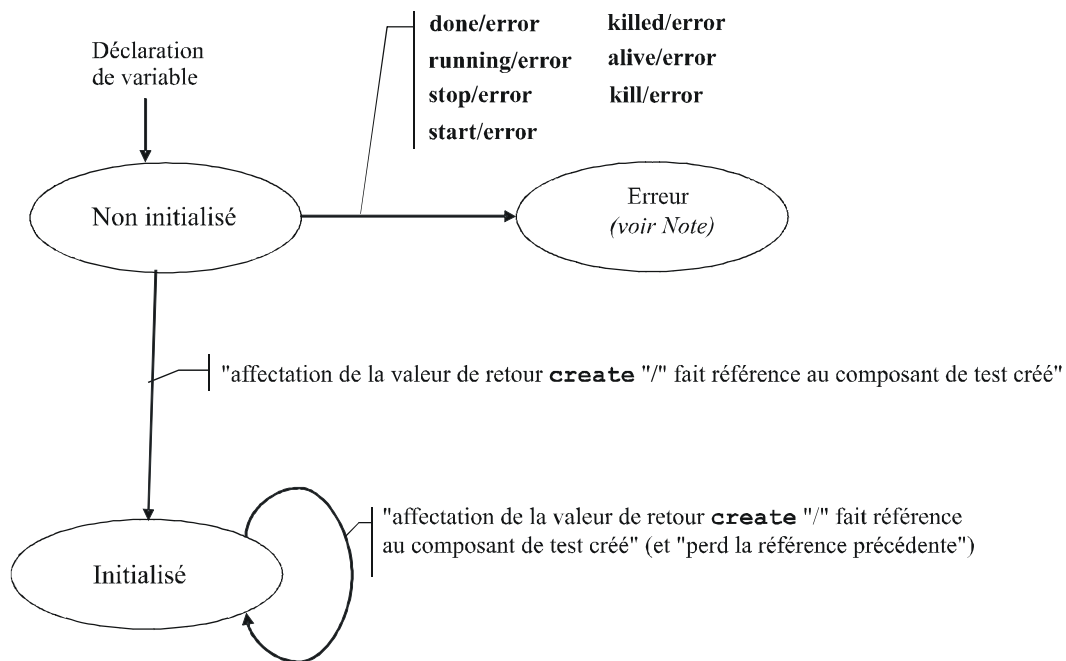 Déclaration
de variable
done/error killed/error
running/error alive/error
stop/error kill/error
start/error
Non initialisé
Erreur
(voir Note)
"affectation de la valeur de retour create "/" fait référence au composant de test créé"
"affectation de la valeur de retour create "/" fait référence
au composant de test créé" (et "perd la référence précédente")
Initialisé